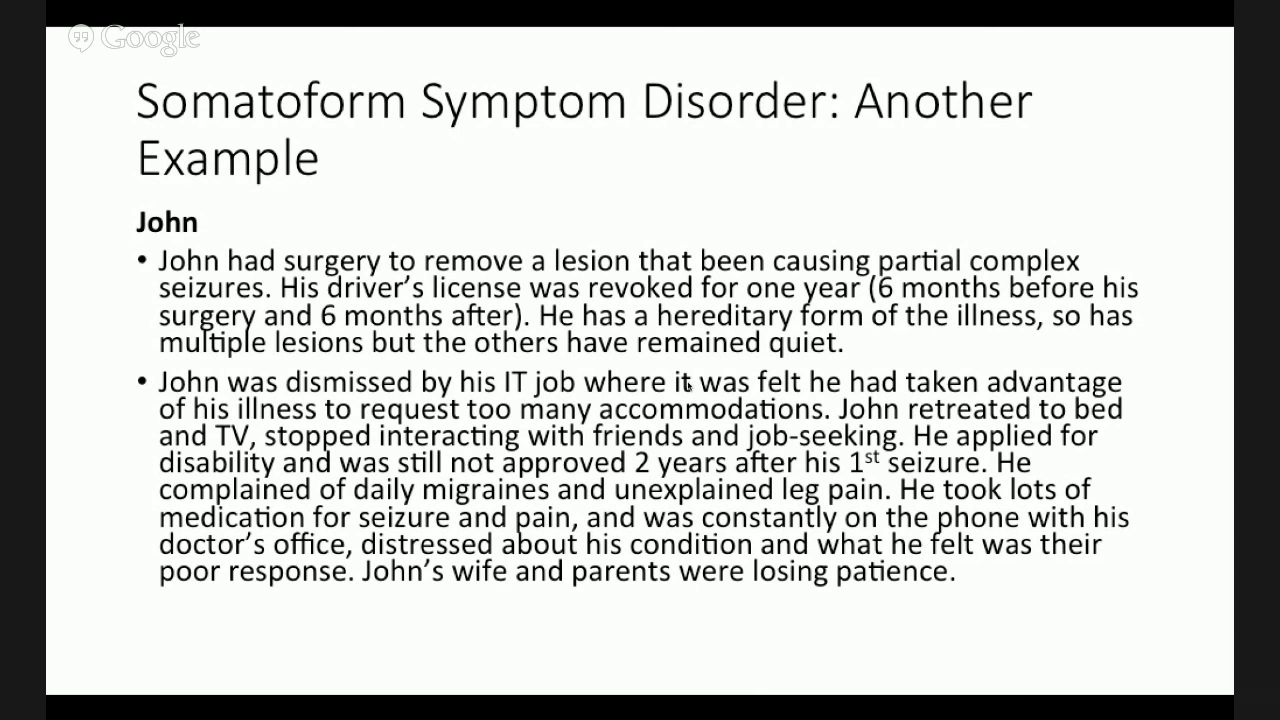 Google
Somatoform Symptom Disorder: Another
Example
John
• John had surgery to remove a lesion that been causing partial complex
seizures. His driver’s license was revoked for one year (6 months before his
surgery and 6 months after). He has a hereditary form of the illness, so has
multiple lesions but the others have remained quiet.
• John was dismissed by his IT job where it was felt he had taken advantage
of his illness to request too many accommodations. John retreated to bed
and TV, stopped interacting with friends and job-seeking. He applied for
disability and was still not approved 2 years after his 1st seizure. He
complained of daily migraines and unexplained leg pain. He took lots of
medication for seizure and pain, and was constantly on the phone with his
doctor’s office, distressed about his condition and what he felt was their
poor response. John’s wife and parents were losing patience.